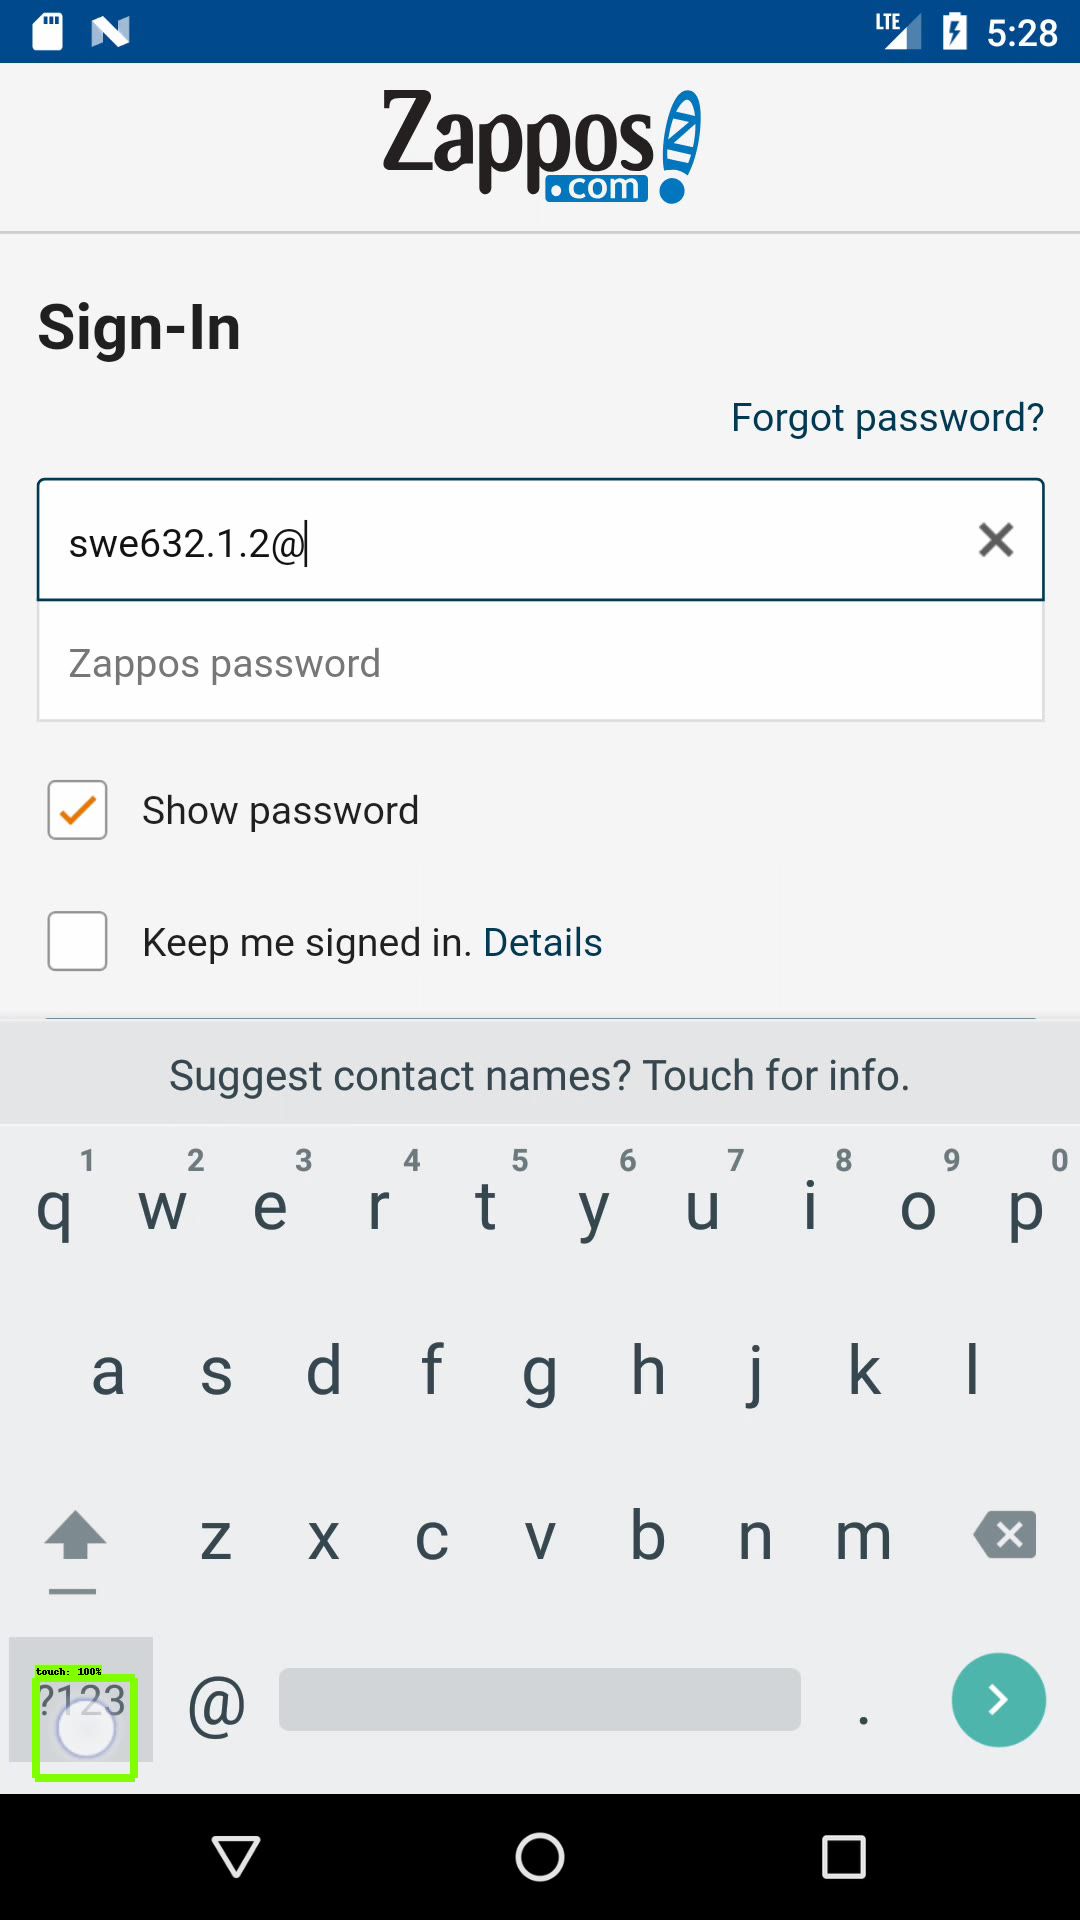 LTE 5:28
Zappos
.com
Sign-In
Forgot password?
swe632.1.2@
Zappos password
Show password
Keep me signed in. Details
Suggest contact names? Touch for info.
1 2 3 4 5 6 7 8 9 0
q w e r t y u i o p
a s d f g h j k l
z x c v b n m
touch: 100%
?123 @ .